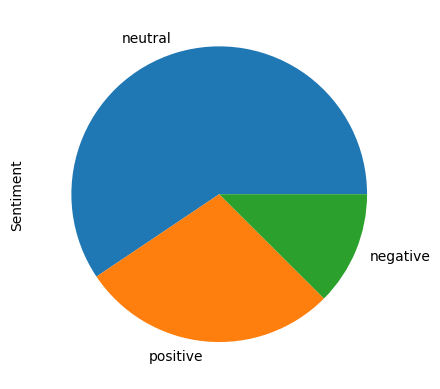 neutral
Sentiment
negative
positive